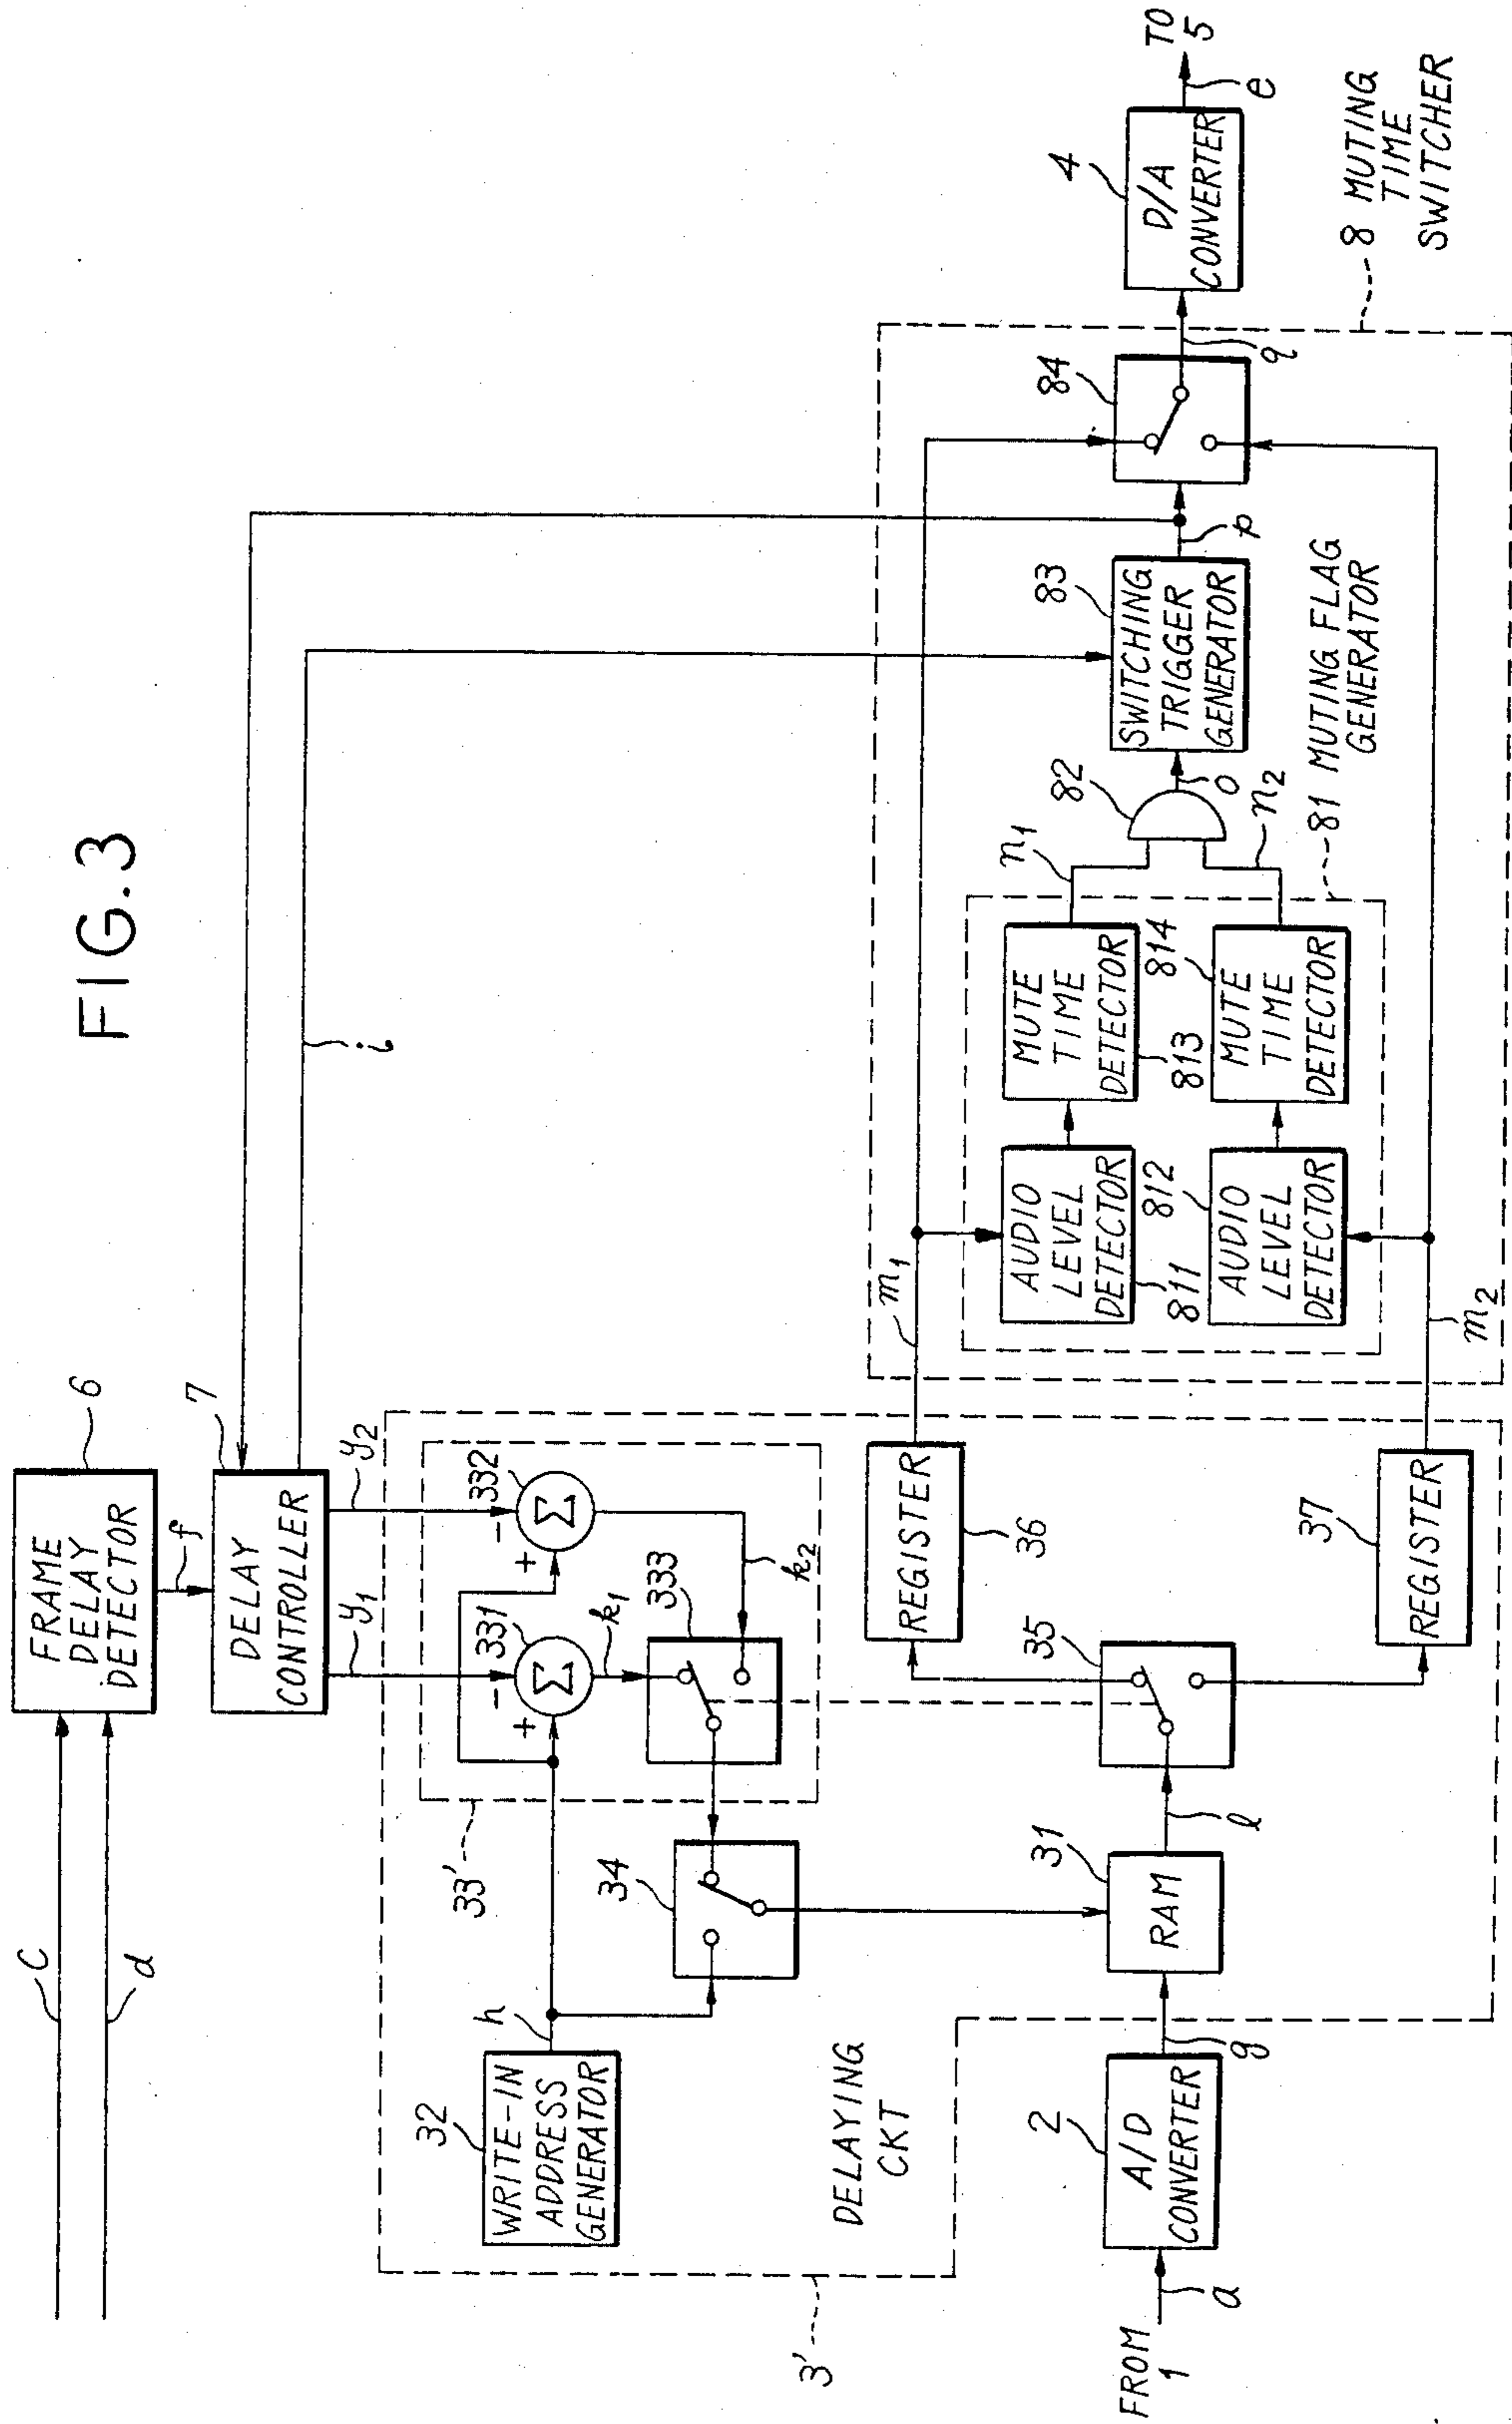 FIG.3
C
d
FRAME
DELAY
DETECTOR
6
f
DELAY
CONTROLLER
7
i
y1
y2
33'
331
332
+
-
+
-
k1
k2
333
WRITE-IN
ADDRESS
GENERATOR
32
h
34
DELAYING
CKT
3'
FROM
1
a
A/D
CONVERTER
2
g
RAM
31
l
35
REGISTER
36
REGISTER
37
m1
m2
AUDIO
LEVEL
DETECTOR
811
AUDIO
LEVEL
DETECTOR
812
MUTE
TIME
DETECTOR
813
MUTE
TIME
DETECTOR
814
n1
n2
82
o
81 MUTING FLAG
GENERATOR
SWITCHING
TRIGGER
GENERATOR
83
p
84
q
D/A
CONVERTER
4
e
TO
5
8 MUTING
TIME
SWITCHER